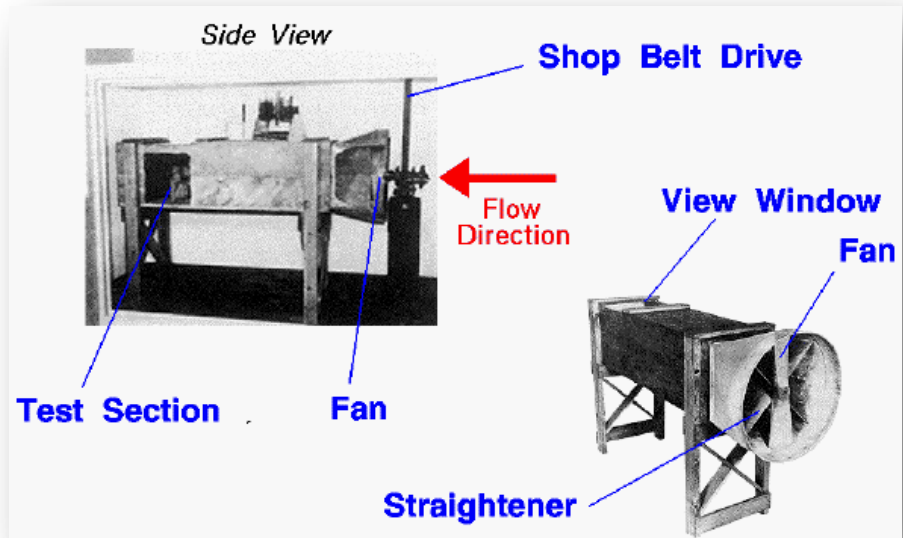 Side View
Shop Belt Drive
Flow
Direction
View Window
Fan
Test Section
Fan
Straightener